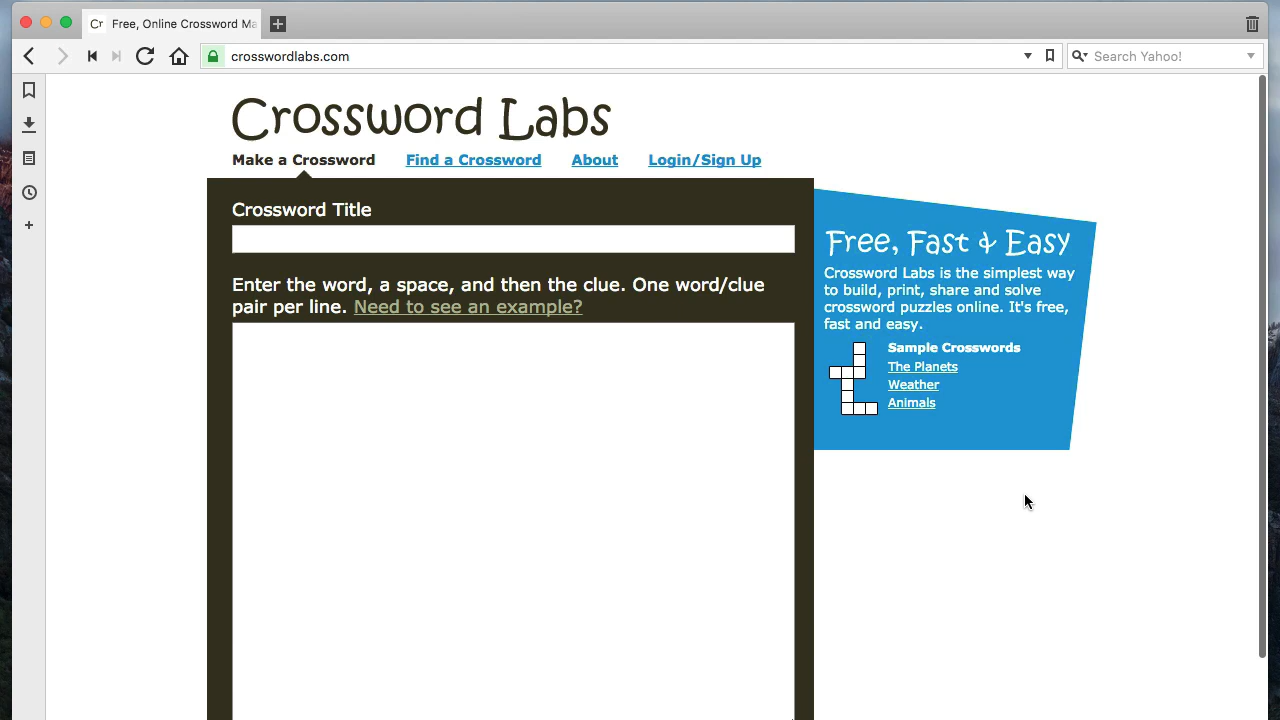 Cr Free, Online Crossword Ma
crosswordlabs.com
Search Yahoo!
Crossword Labs
Make a Crossword Find a Crossword About Login/Sign Up
Crossword Title
Enter the word, a space, and then the clue. One word/clue
pair per line. Need to see an example?
Free, Fast & Easy
Crossword Labs is the simplest way
to build, print, share and solve
crossword puzzles online. It's free,
fast and easy.
Sample Crosswords
The Planets
Weather
Animals